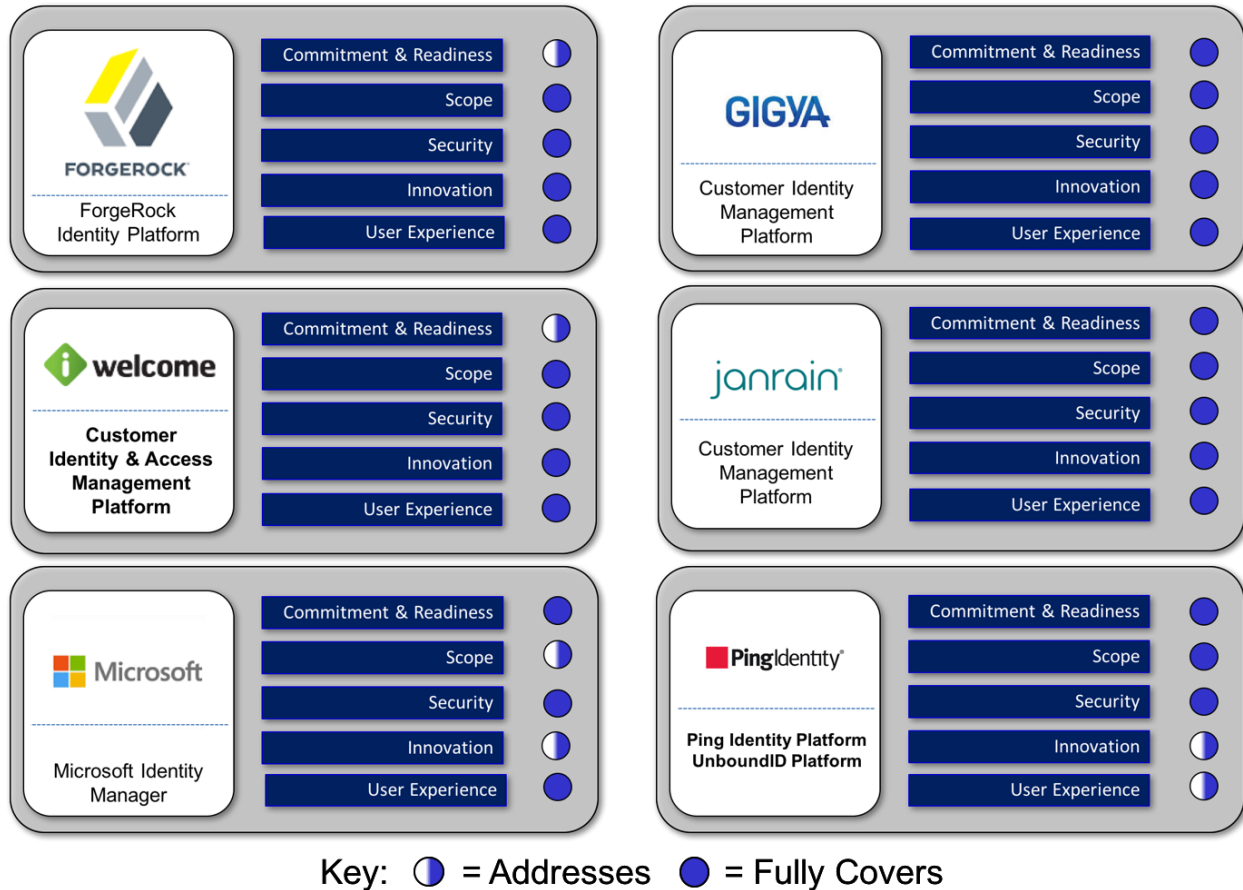 FORGEROCK
ForgeRock
Identity Platform
Commitment & Readiness
Scope
Security
Innovation
User Experience
GIGYA
Customer Identity
Management
Platform
Commitment & Readiness
Scope
Security
Innovation
User Experience
i welcome
Customer
Identity & Access
Management
Platform
Commitment & Readiness
Scope
Security
Innovation
User Experience
janrain®
Customer Identity
Management
Platform
Commitment & Readiness
Scope
Security
Innovation
User Experience
Microsoft
Microsoft Identity
Manager
Commitment & Readiness
Scope
Security
Innovation
User Experience
PingIdentity®
Ping Identity Platform
UnboundID Platform
Commitment & Readiness
Scope
Security
Innovation
User Experience
Key: = Addresses = Fully Covers